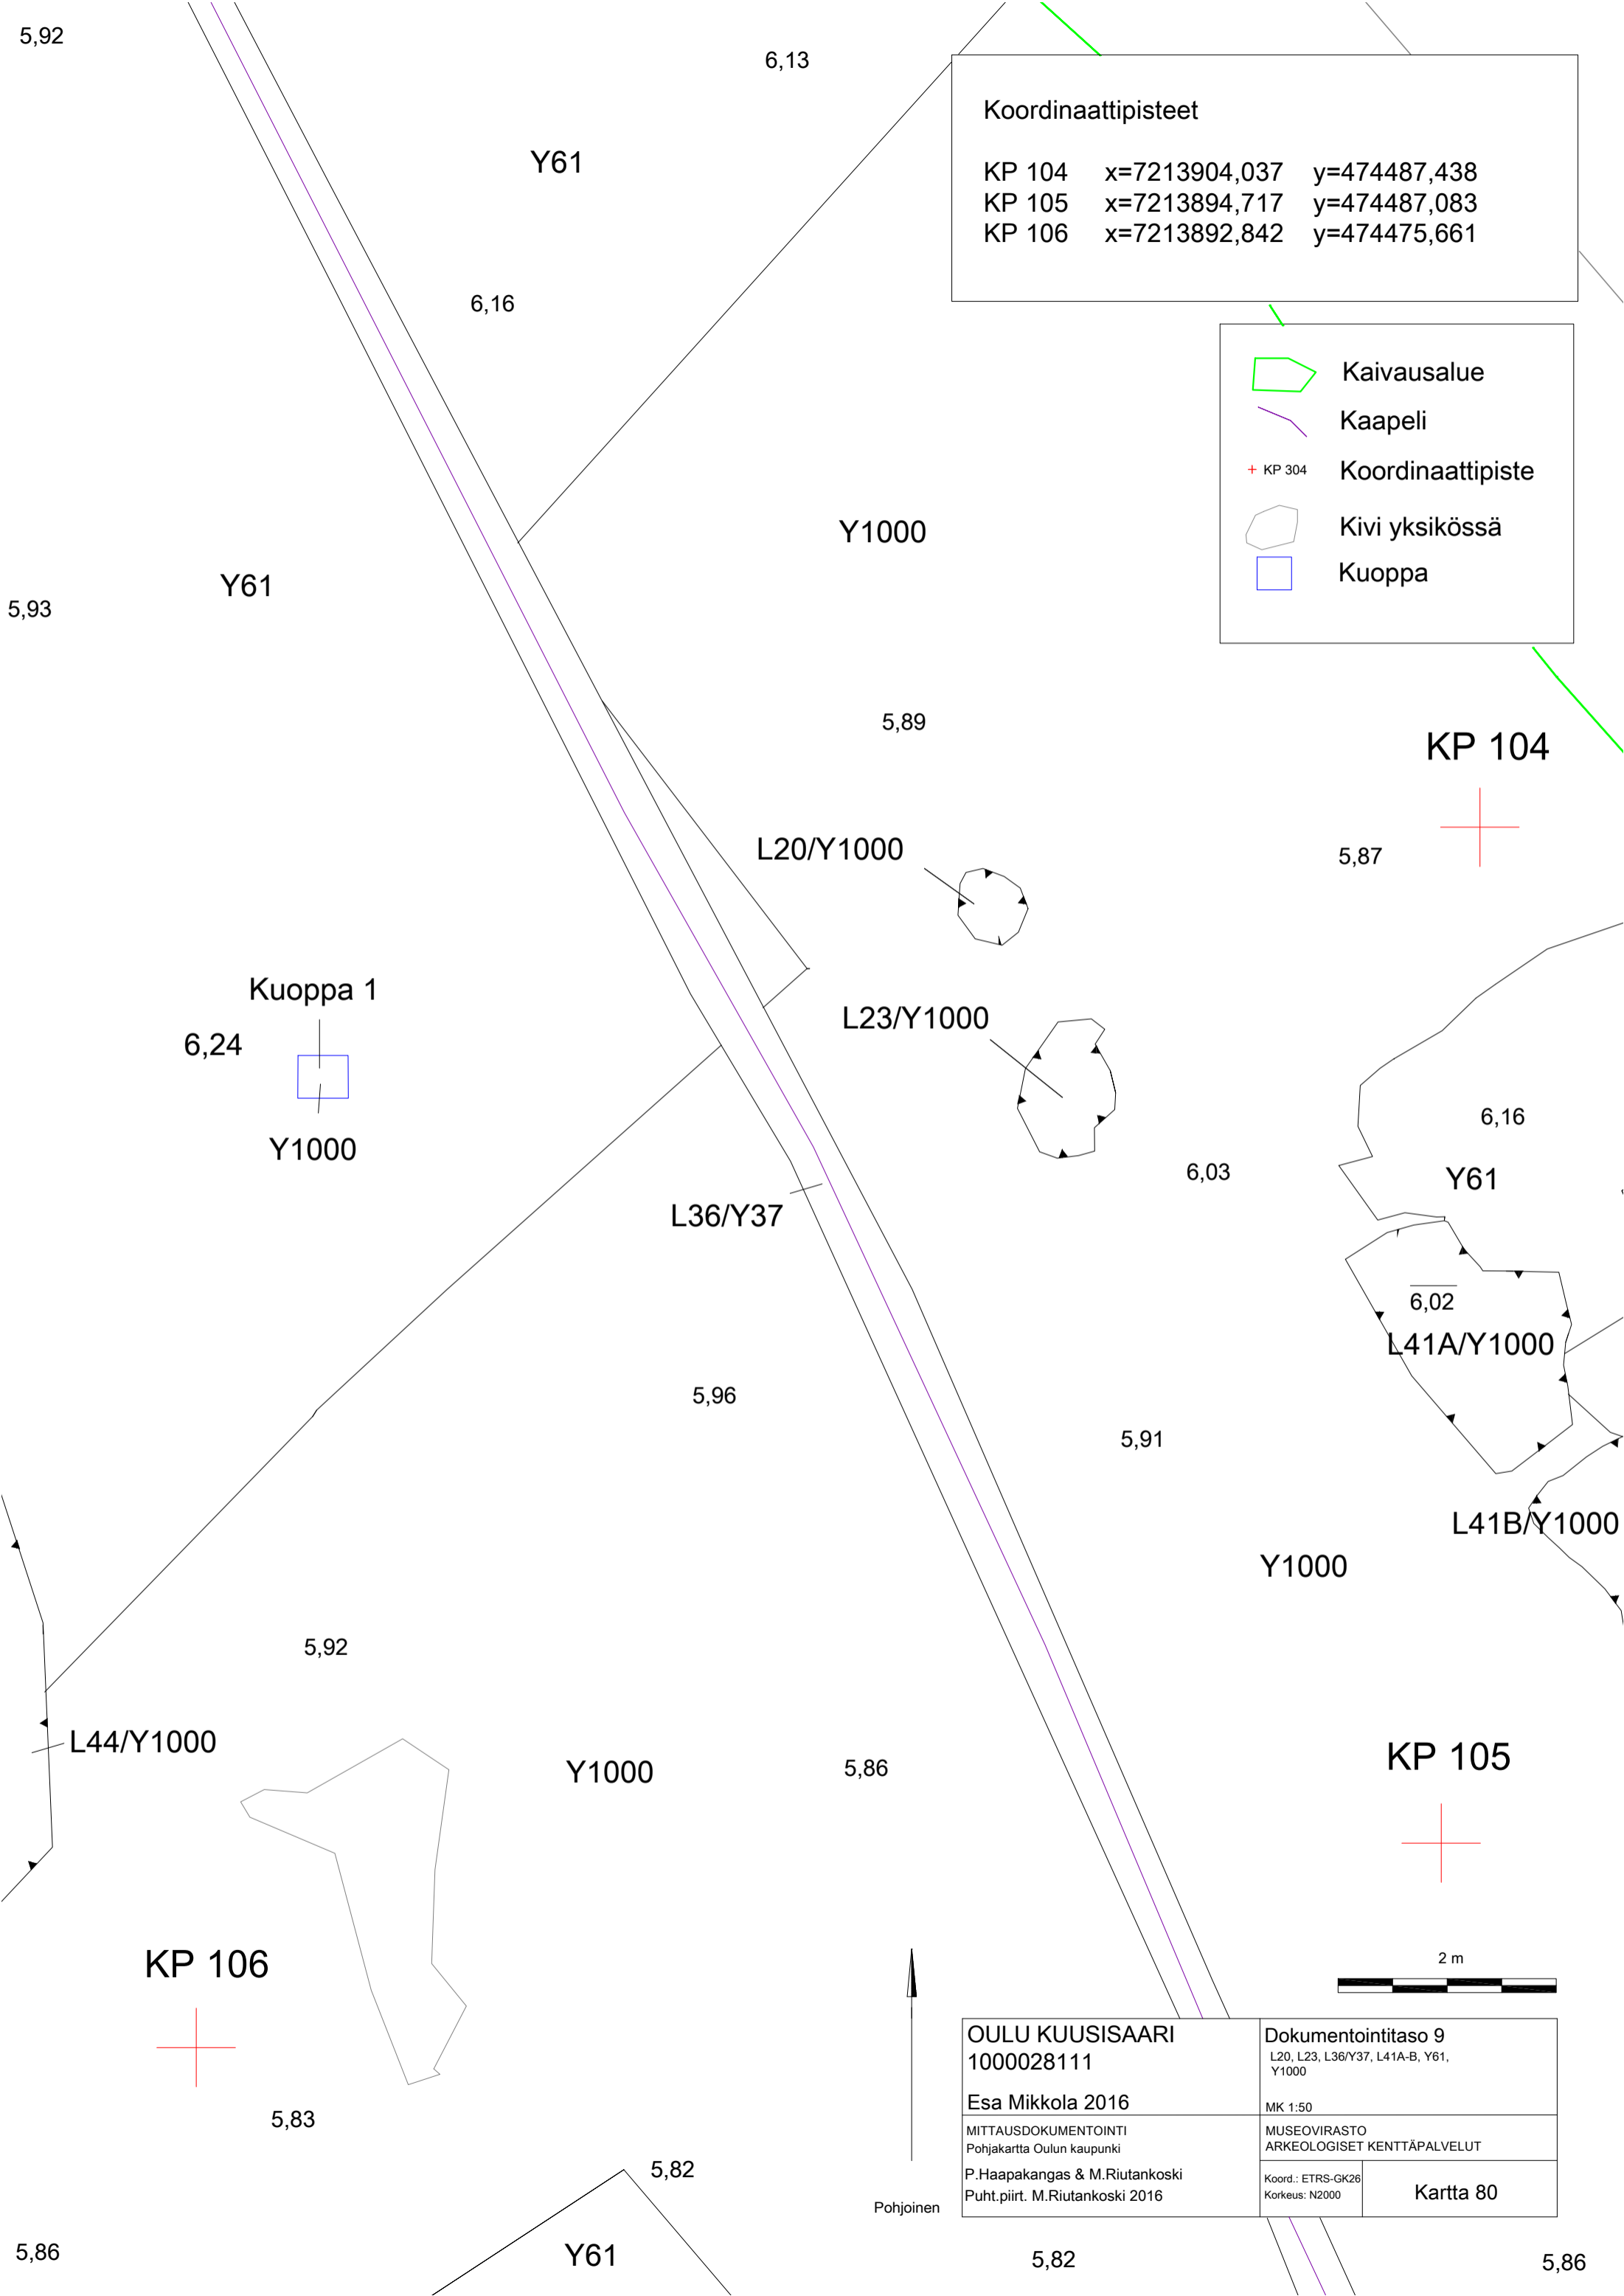 5,92
6,13
Koordinaattipisteet
KP 104 x=7213904,037 y=474487,438
KP 105 x=7213894,717 y=474487,083
KP 106 x=7213892,842 y=474475,661
Y61
6,16
Kaivausalue
Kaapeli
KP 304 Koordinaattipiste
Kivi yksikössä
Kuoppa
Y1000
Y61
5,93
5,89
KP 104
L20/Y1000
5,87
Kuoppa 1
6,24
L23/Y1000
Y1000
6,16
6,03
Y61
L36/Y37
6,02
L41A/Y1000
5,96
5,91
L41B/Y1000
Y1000
5,92
L44/Y1000
Y1000
5,86
KP 105
KP 106
2 m
5,83
5,82
Pohjoinen
OULU KUUSISAARI
1000028111
Esa Mikkola 2016
Dokumentointitaso 9
L20, L23, L36/Y37, L41A-B, Y61,
Y1000
MK 1:50
MITTAUSDOKUMENTOINTI
Pohjakartta Oulun kaupunki
P.Haapakangas & M.Riutankoski
Puht.piirt. M.Riutankoski 2016
MUSEOVIRASTO
ARKEOLOGISET KENTTÄPALVELUT
Koord.: ETRS-GK26
Korkeus: N2000
Kartta 80
5,86
Y61
5,82
5,86